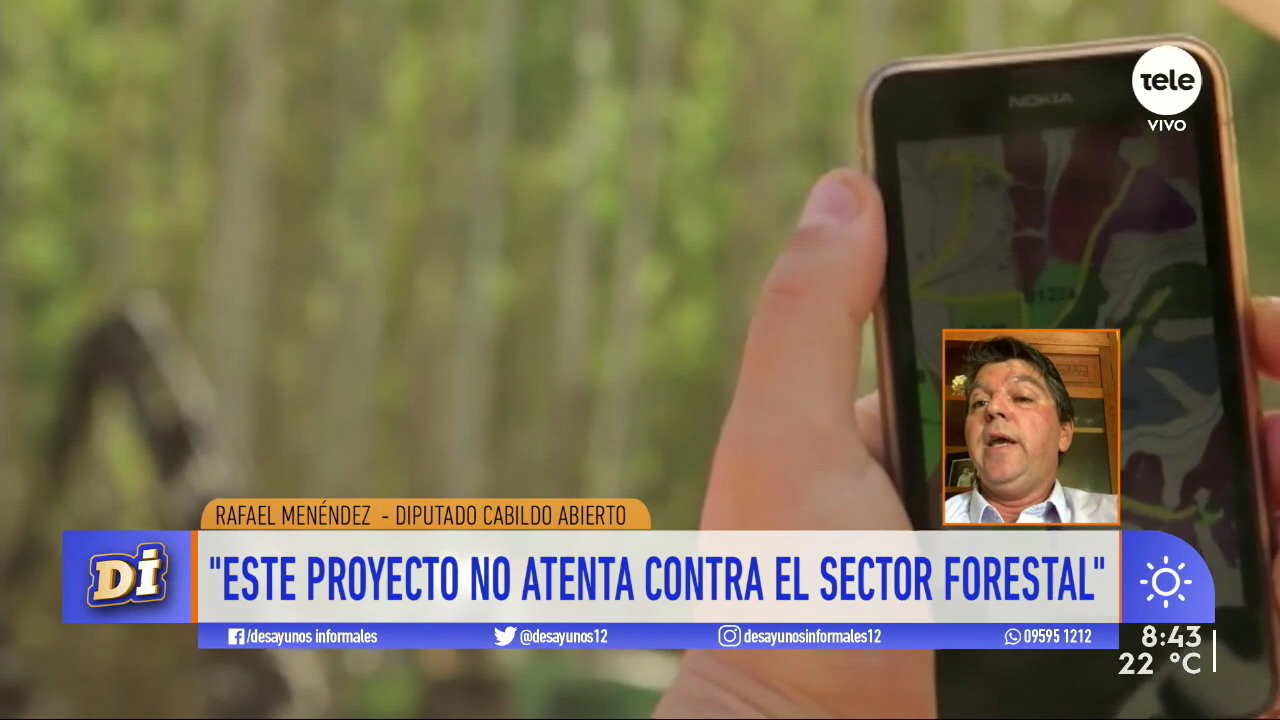 tele
VIVO
NOKIA
RAFAEL MENÉNDEZ - DIPUTADO CABILDO ABIERTO
Di
"ESTE PROYECTO NO ATENTA CONTRA EL SECTOR FORESTAL"
/desayunos informales @desayunos12 desayunosinformales12 09595 1212
8:43
22 °C